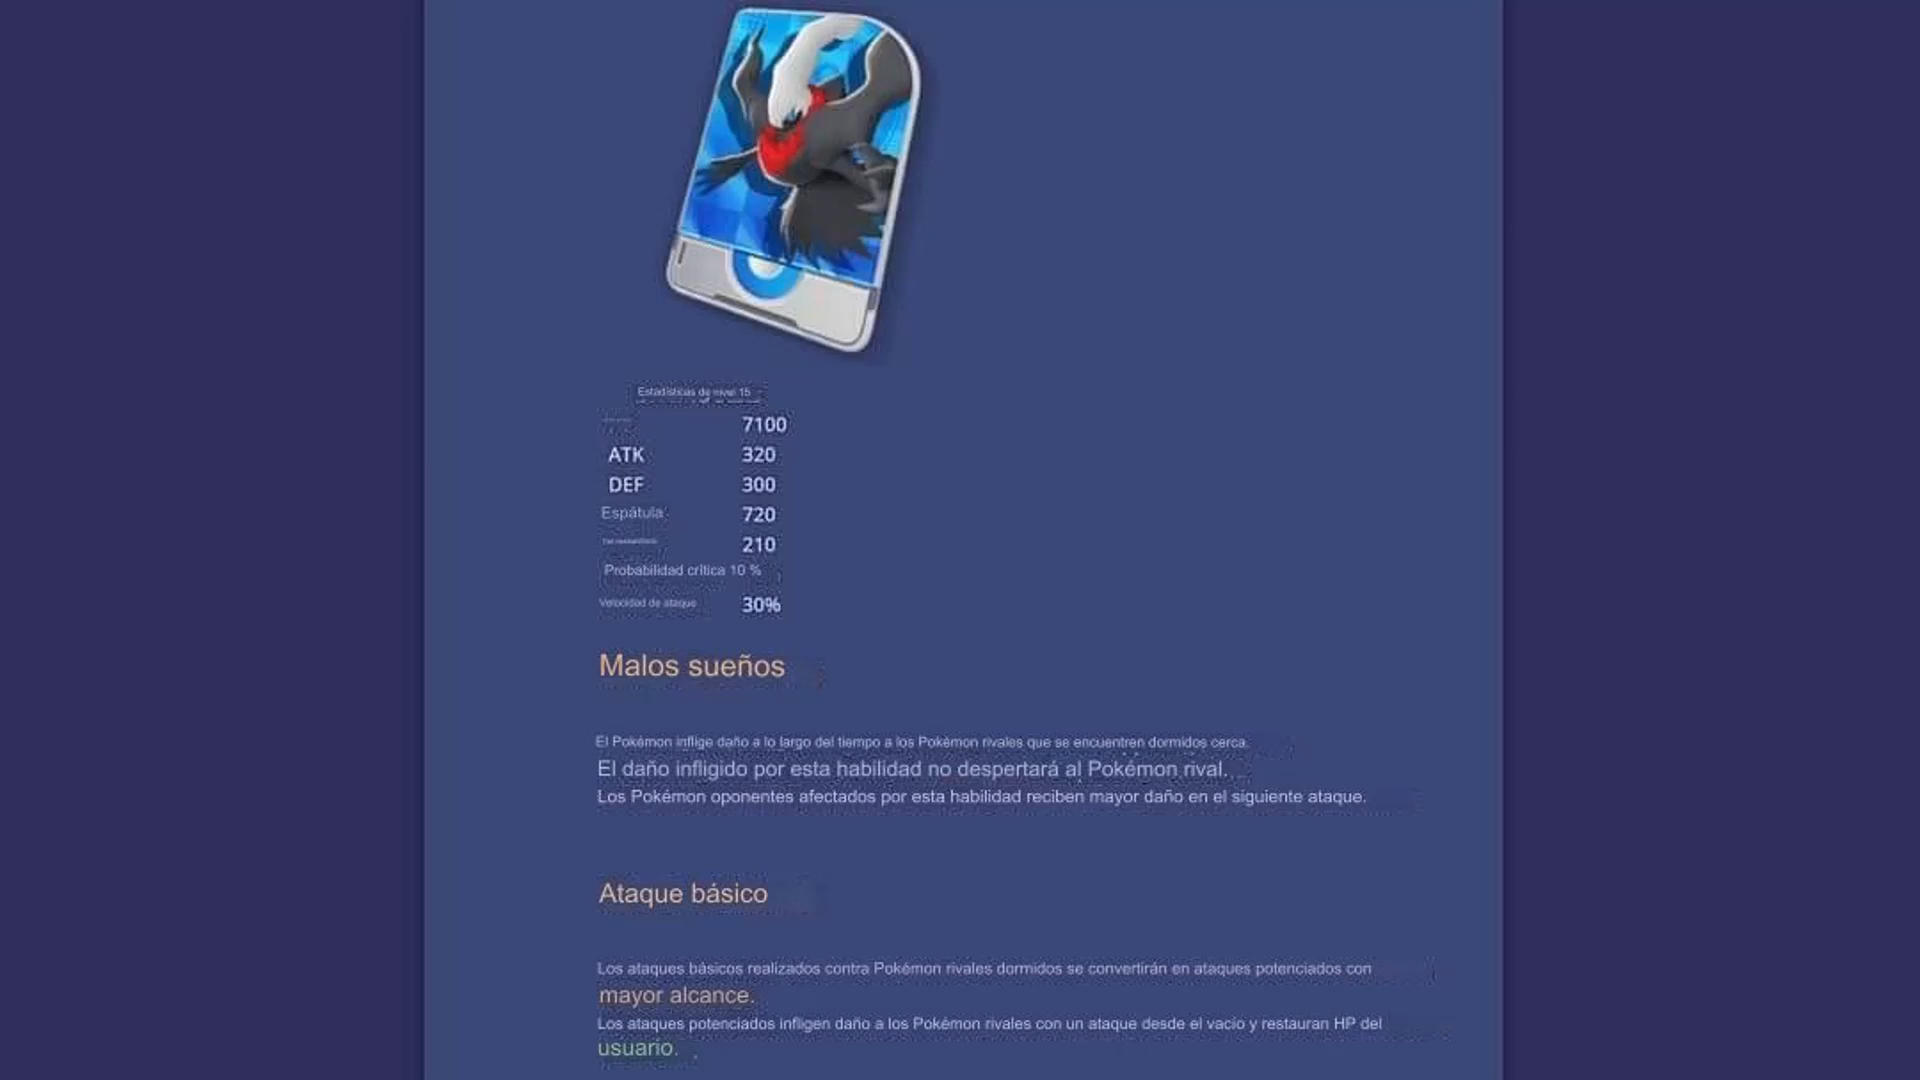 Estadísticas de nivel 15
7100
ATK 320
DEF 300
Espátula 720
210
Probabilidad crítica 10 %
Velocidad de ataque 30%
Malos sueños
El Pokémon inflige daño a lo largo del tiempo a los Pokémon rivales que se encuentren dormidos cerca.
El daño infligido por esta habilidad no despertará al Pokémon rival.
Los Pokémon oponentes afectados por esta habilidad reciben mayor daño en el siguiente ataque.
Ataque básico
Los ataques básicos realizados contra Pokémon rivales dormidos se convertirán en ataques potenciados con
mayor alcance.
Los ataques potenciados infligen daño a los Pokémon rivales con un ataque desde el vacío y restauran HP del
usuario.